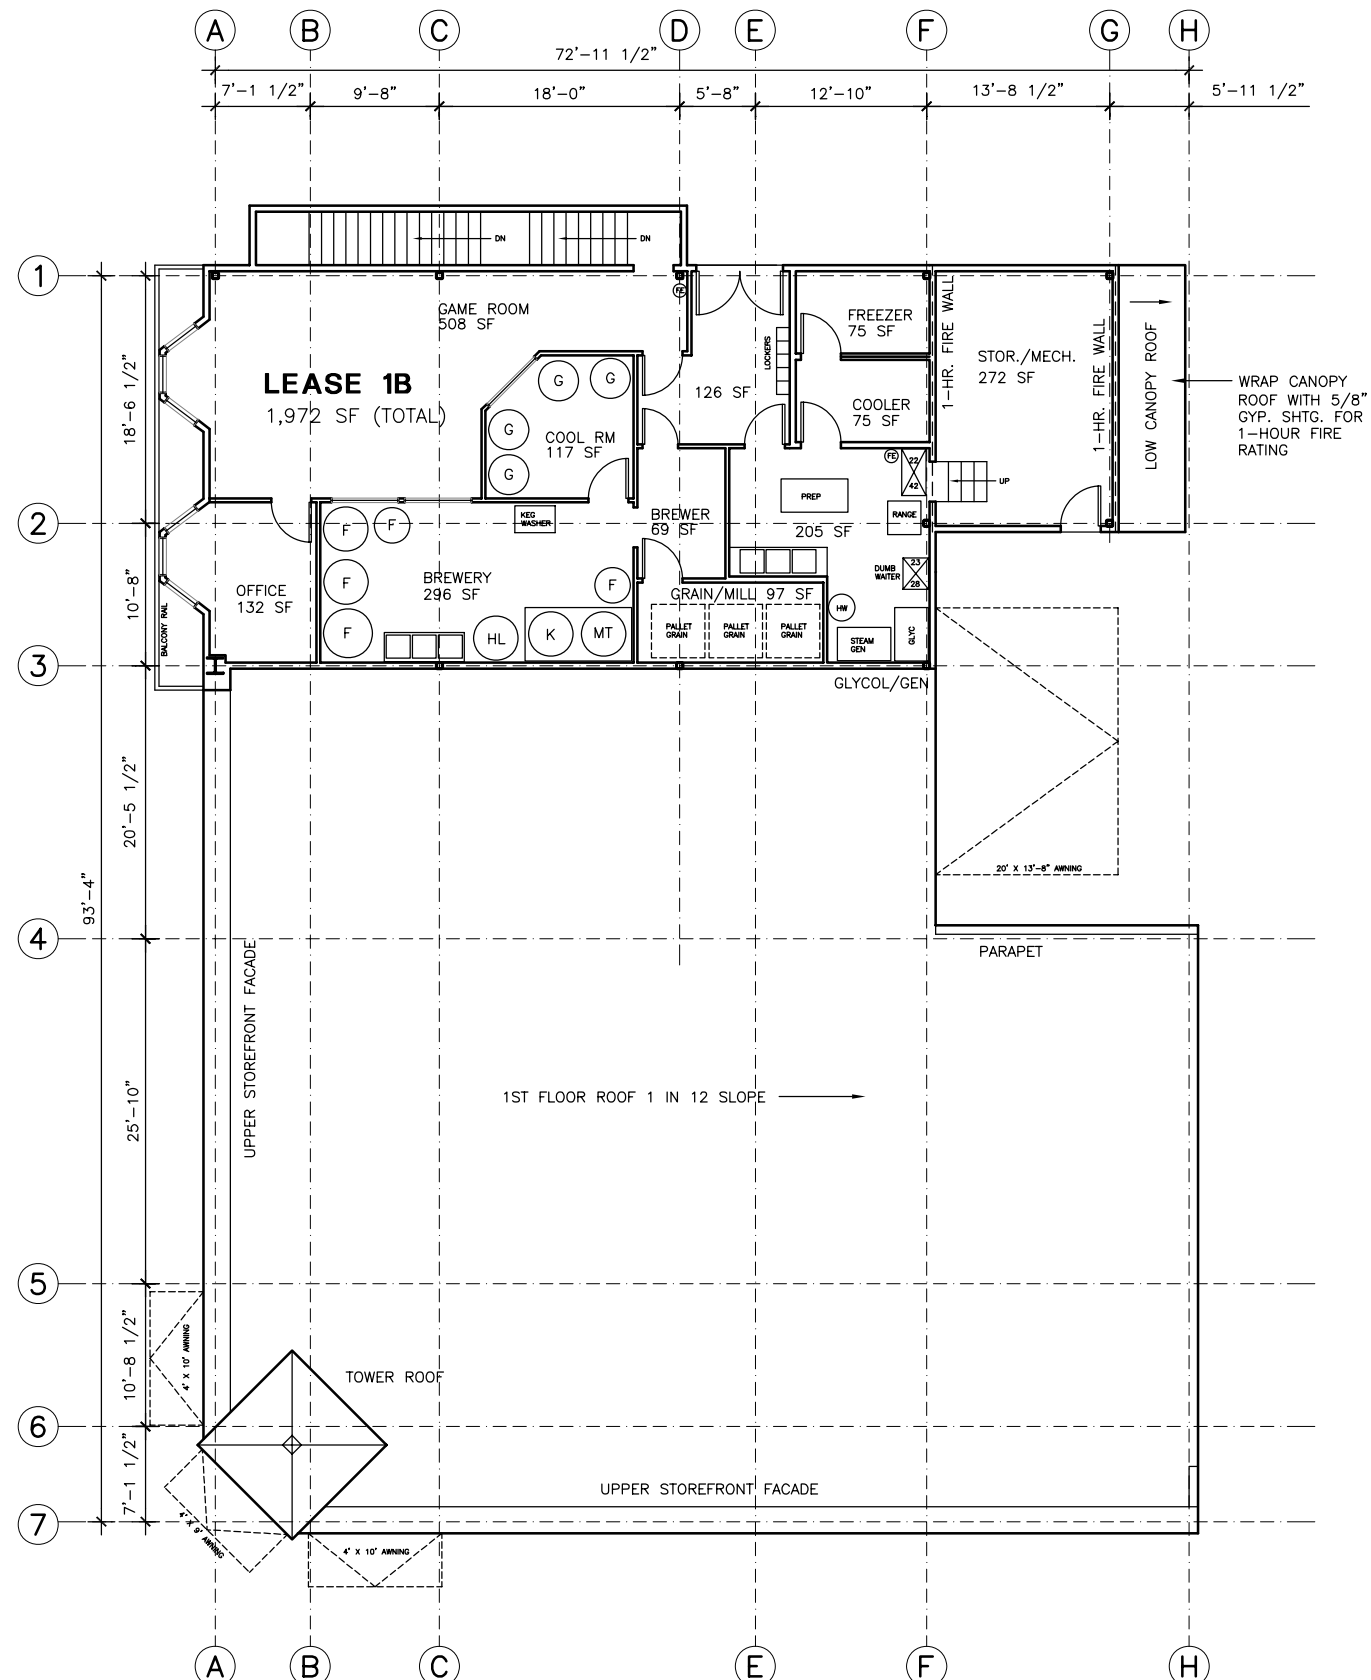 A B C D E F G H
72'-11 1/2"
7'-1 1/2" 9'-8" 18'-0" 5'-8" 12'-10" 13'-8 1/2" 5'-11 1/2"
DN DN
1
FE
GAME ROOM
508 SF
LEASE 1B
1,972 SF (TOTAL)
G G
G
G
COOL RM
117 SF
LOCKERS
126 SF
FREEZER
75 SF
COOLER
75 SF
1-HR. FIRE WALL
STOR./MECH.
272 SF
1-HR. FIRE WALL
LOW CANOPY ROOF
WRAP CANOPY
ROOF WITH 5/8"
GYP. SHTG. FOR
1-HOUR FIRE
RATING
18'-6 1/2"
FE
22
42
UP
PREP
RANGE
205 SF
2
KEG
WASHER
BREWER
69 SF
F F
F
F
F
BREWERY
296 SF
HL K MT
OFFICE
132 SF
BALCONY RAIL
10'-8"
GRAIN/MILL 97 SF
PALLET
GRAIN
PALLET
GRAIN
PALLET
GRAIN
DUMB
WAITER
23
28
HW
STEAM
GEN
GLYC
3
GLYCOL/GEN
20'-5 1/2"
93'-4"
20' X 13'-8" AWNING
4
PARAPET
UPPER STOREFRONT FACADE
25'-10"
1ST FLOOR ROOF 1 IN 12 SLOPE
5
10'-8 1/2"
4' X 10' AWNING
TOWER ROOF
6
7'-1 1/2"
UPPER STOREFRONT FACADE
7
4' X 9' AWNING
4' X 10' AWNING
A B C E F H